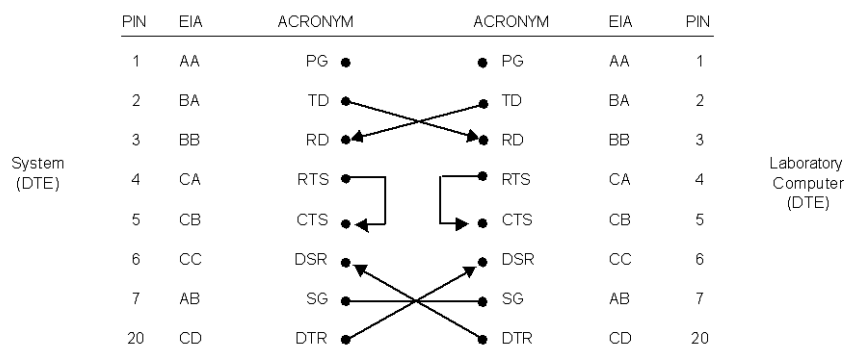 PIN EIA ACRONYM ACRONYM EIA PIN
1 AA PG PG AA 1
2 BA TD TD BA 2
3 BB RD RD BB 3
System
(DTE)
4 CA RTS RTS CA 4
Laboratory
Computer
(DTE)
5 CB CTS CTS CB 5
6 CC DSR DSR CC 6
7 AB SG SG AB 7
20 CD DTR DTR CD 20